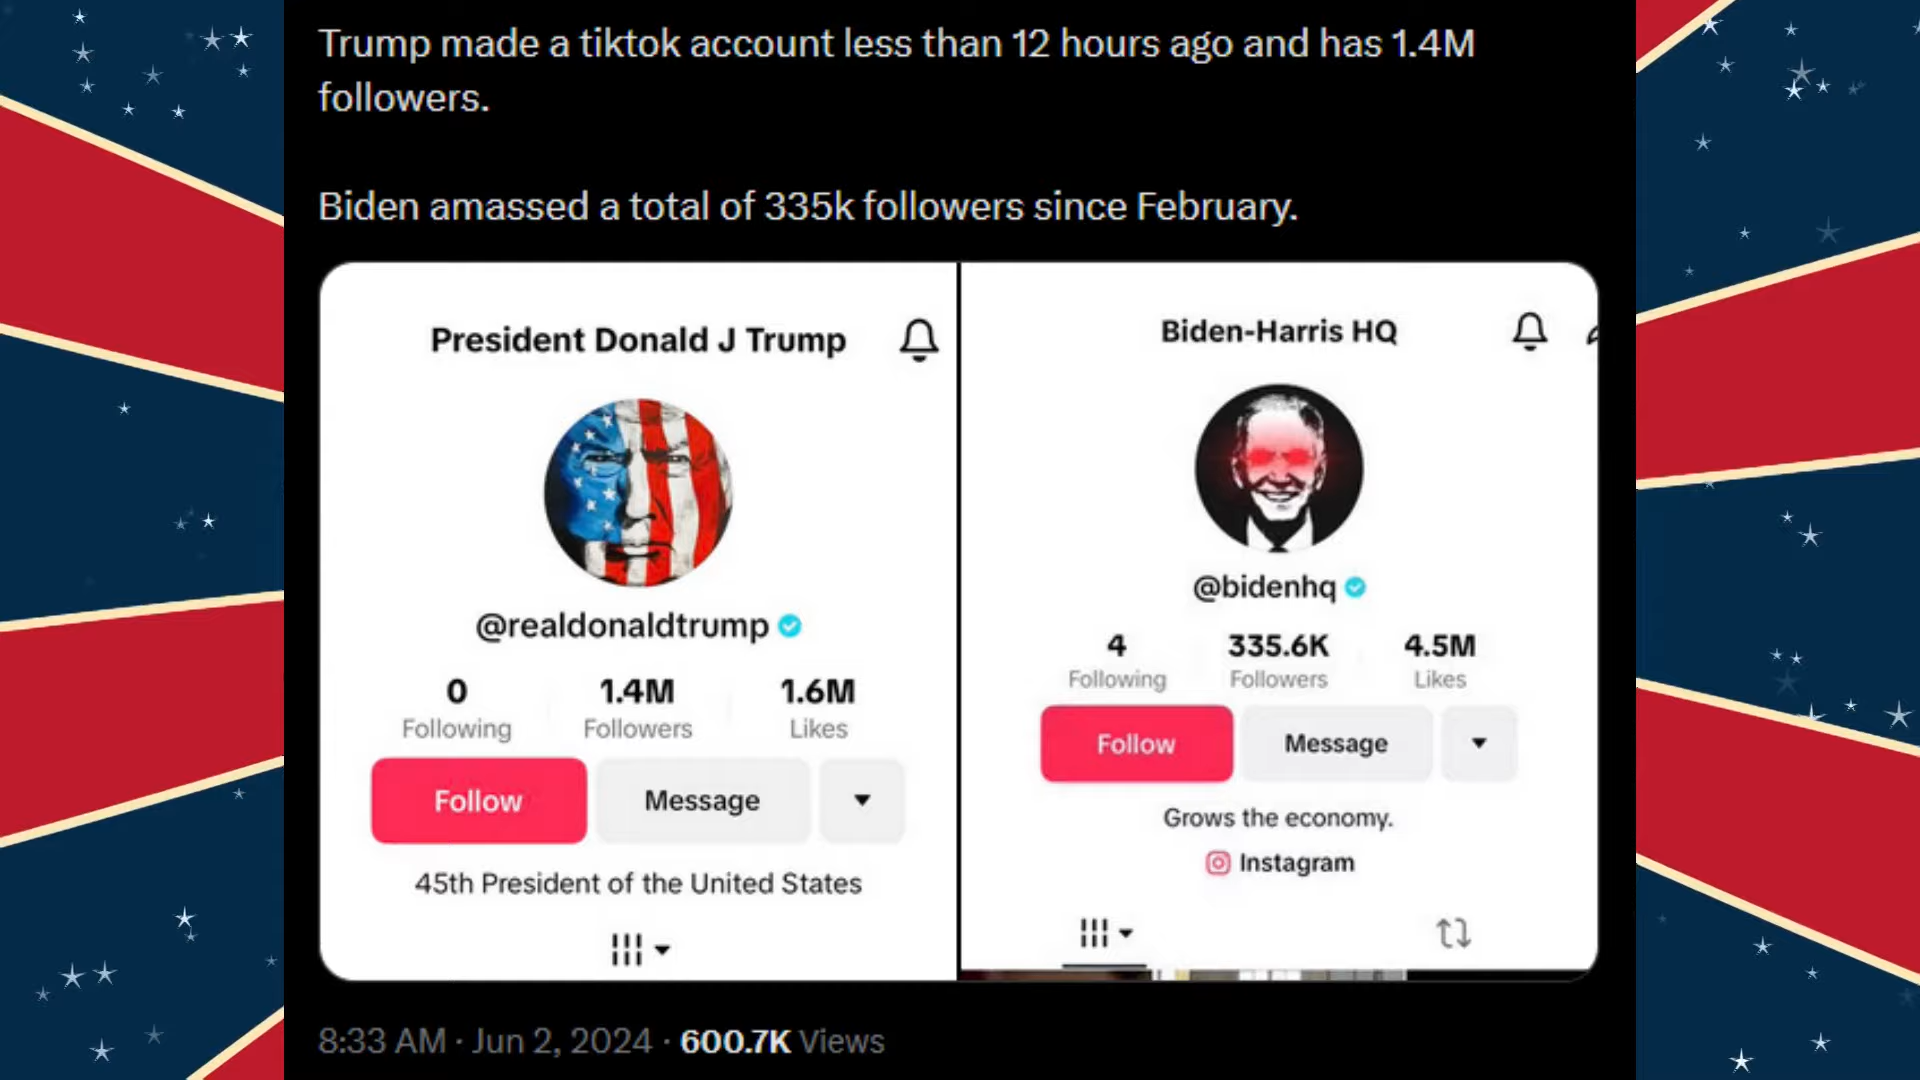 Trump made a tiktok account less than 12 hours ago and has 1.4M
followers.
Biden amassed a total of 335k followers since February.
President Donald J Trump
@realdonaldtrump
0 1.4M 1.6M
Following Followers Likes
Follow Message
45th President of the United States
Biden-Harris HQ
@bidenhq
4 335.6K 4.5M
Following Followers Likes
Follow Message
Grows the economy.
Instagram
8:33 AM · Jun 2, 2024 · 600.7K Views